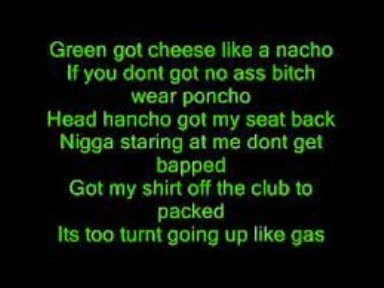 Green got cheese like a nacho
If you dont got no ass bitch
wear poncho
Head hancho got my seat back
Nigga staring at me dont get
bapped
Got my shirt off the club to
packed
Its too turnt going up like gas